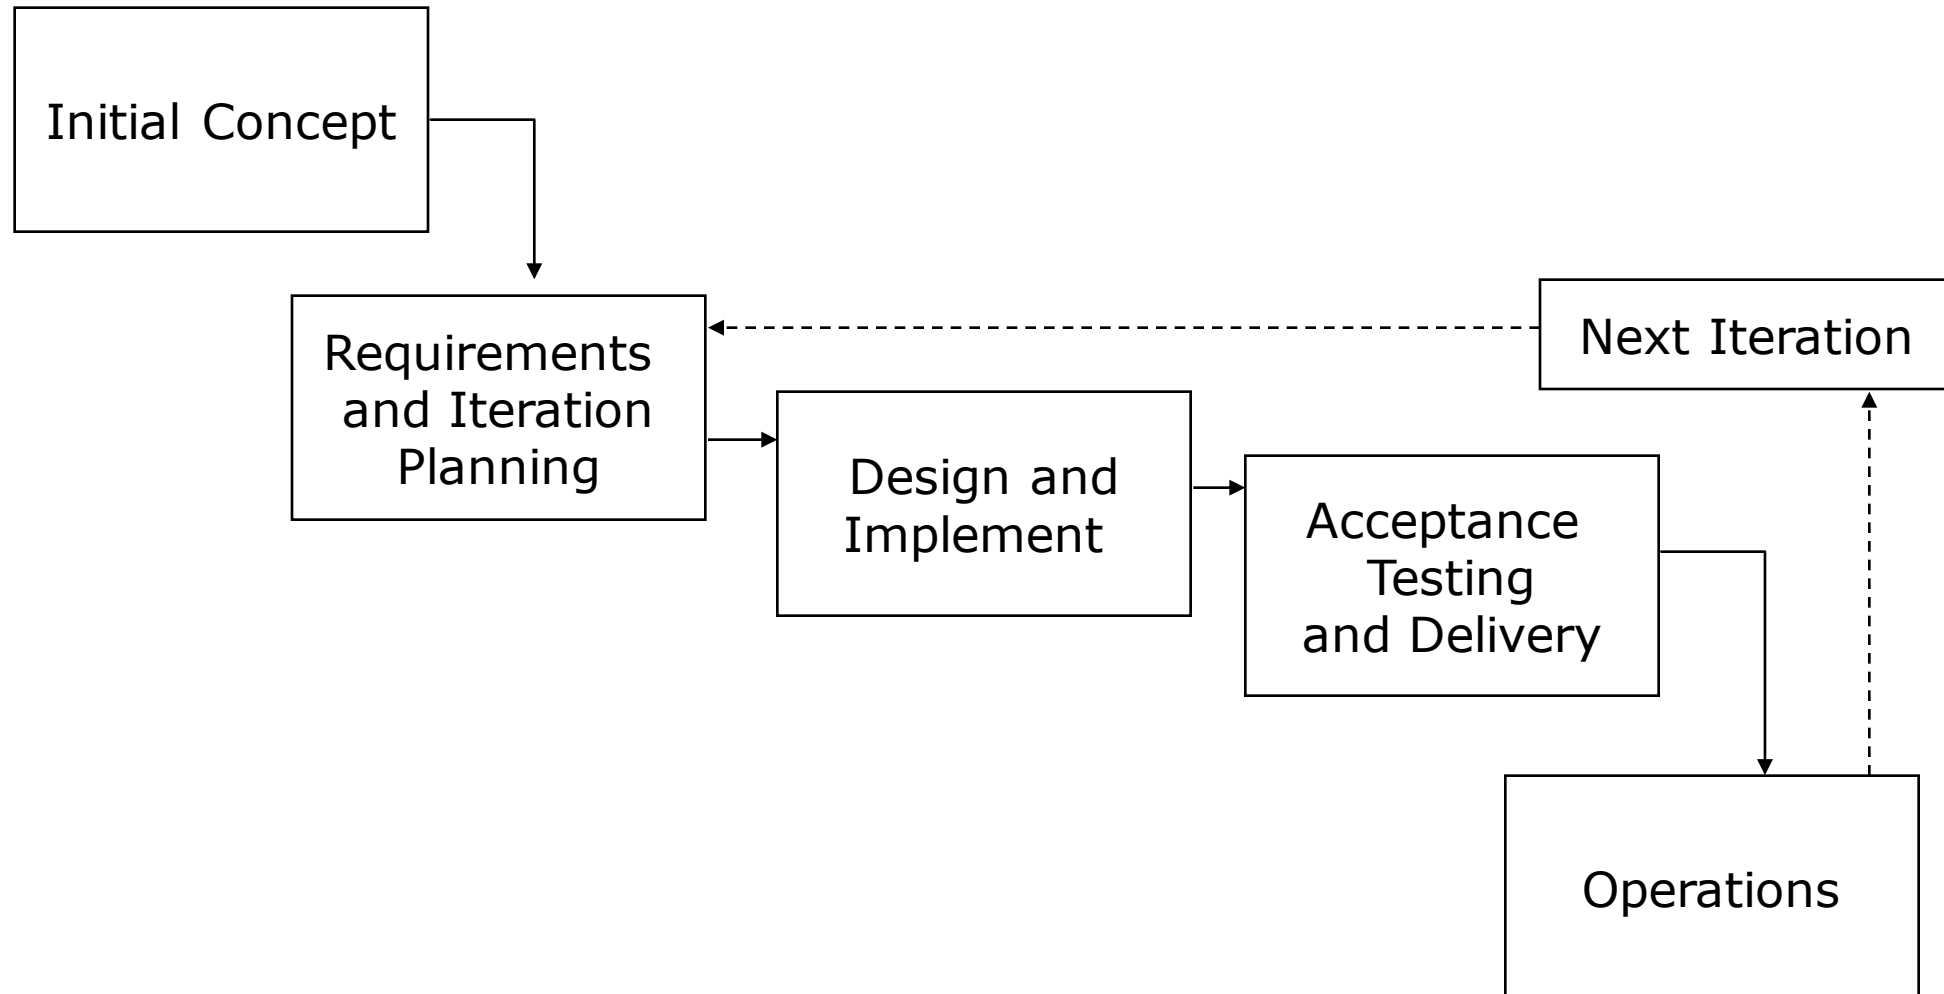 Initial Concept
Requirements
and Iteration
Planning
Next Iteration
Design and
Implement
Acceptance
Testing
and Delivery
Operations